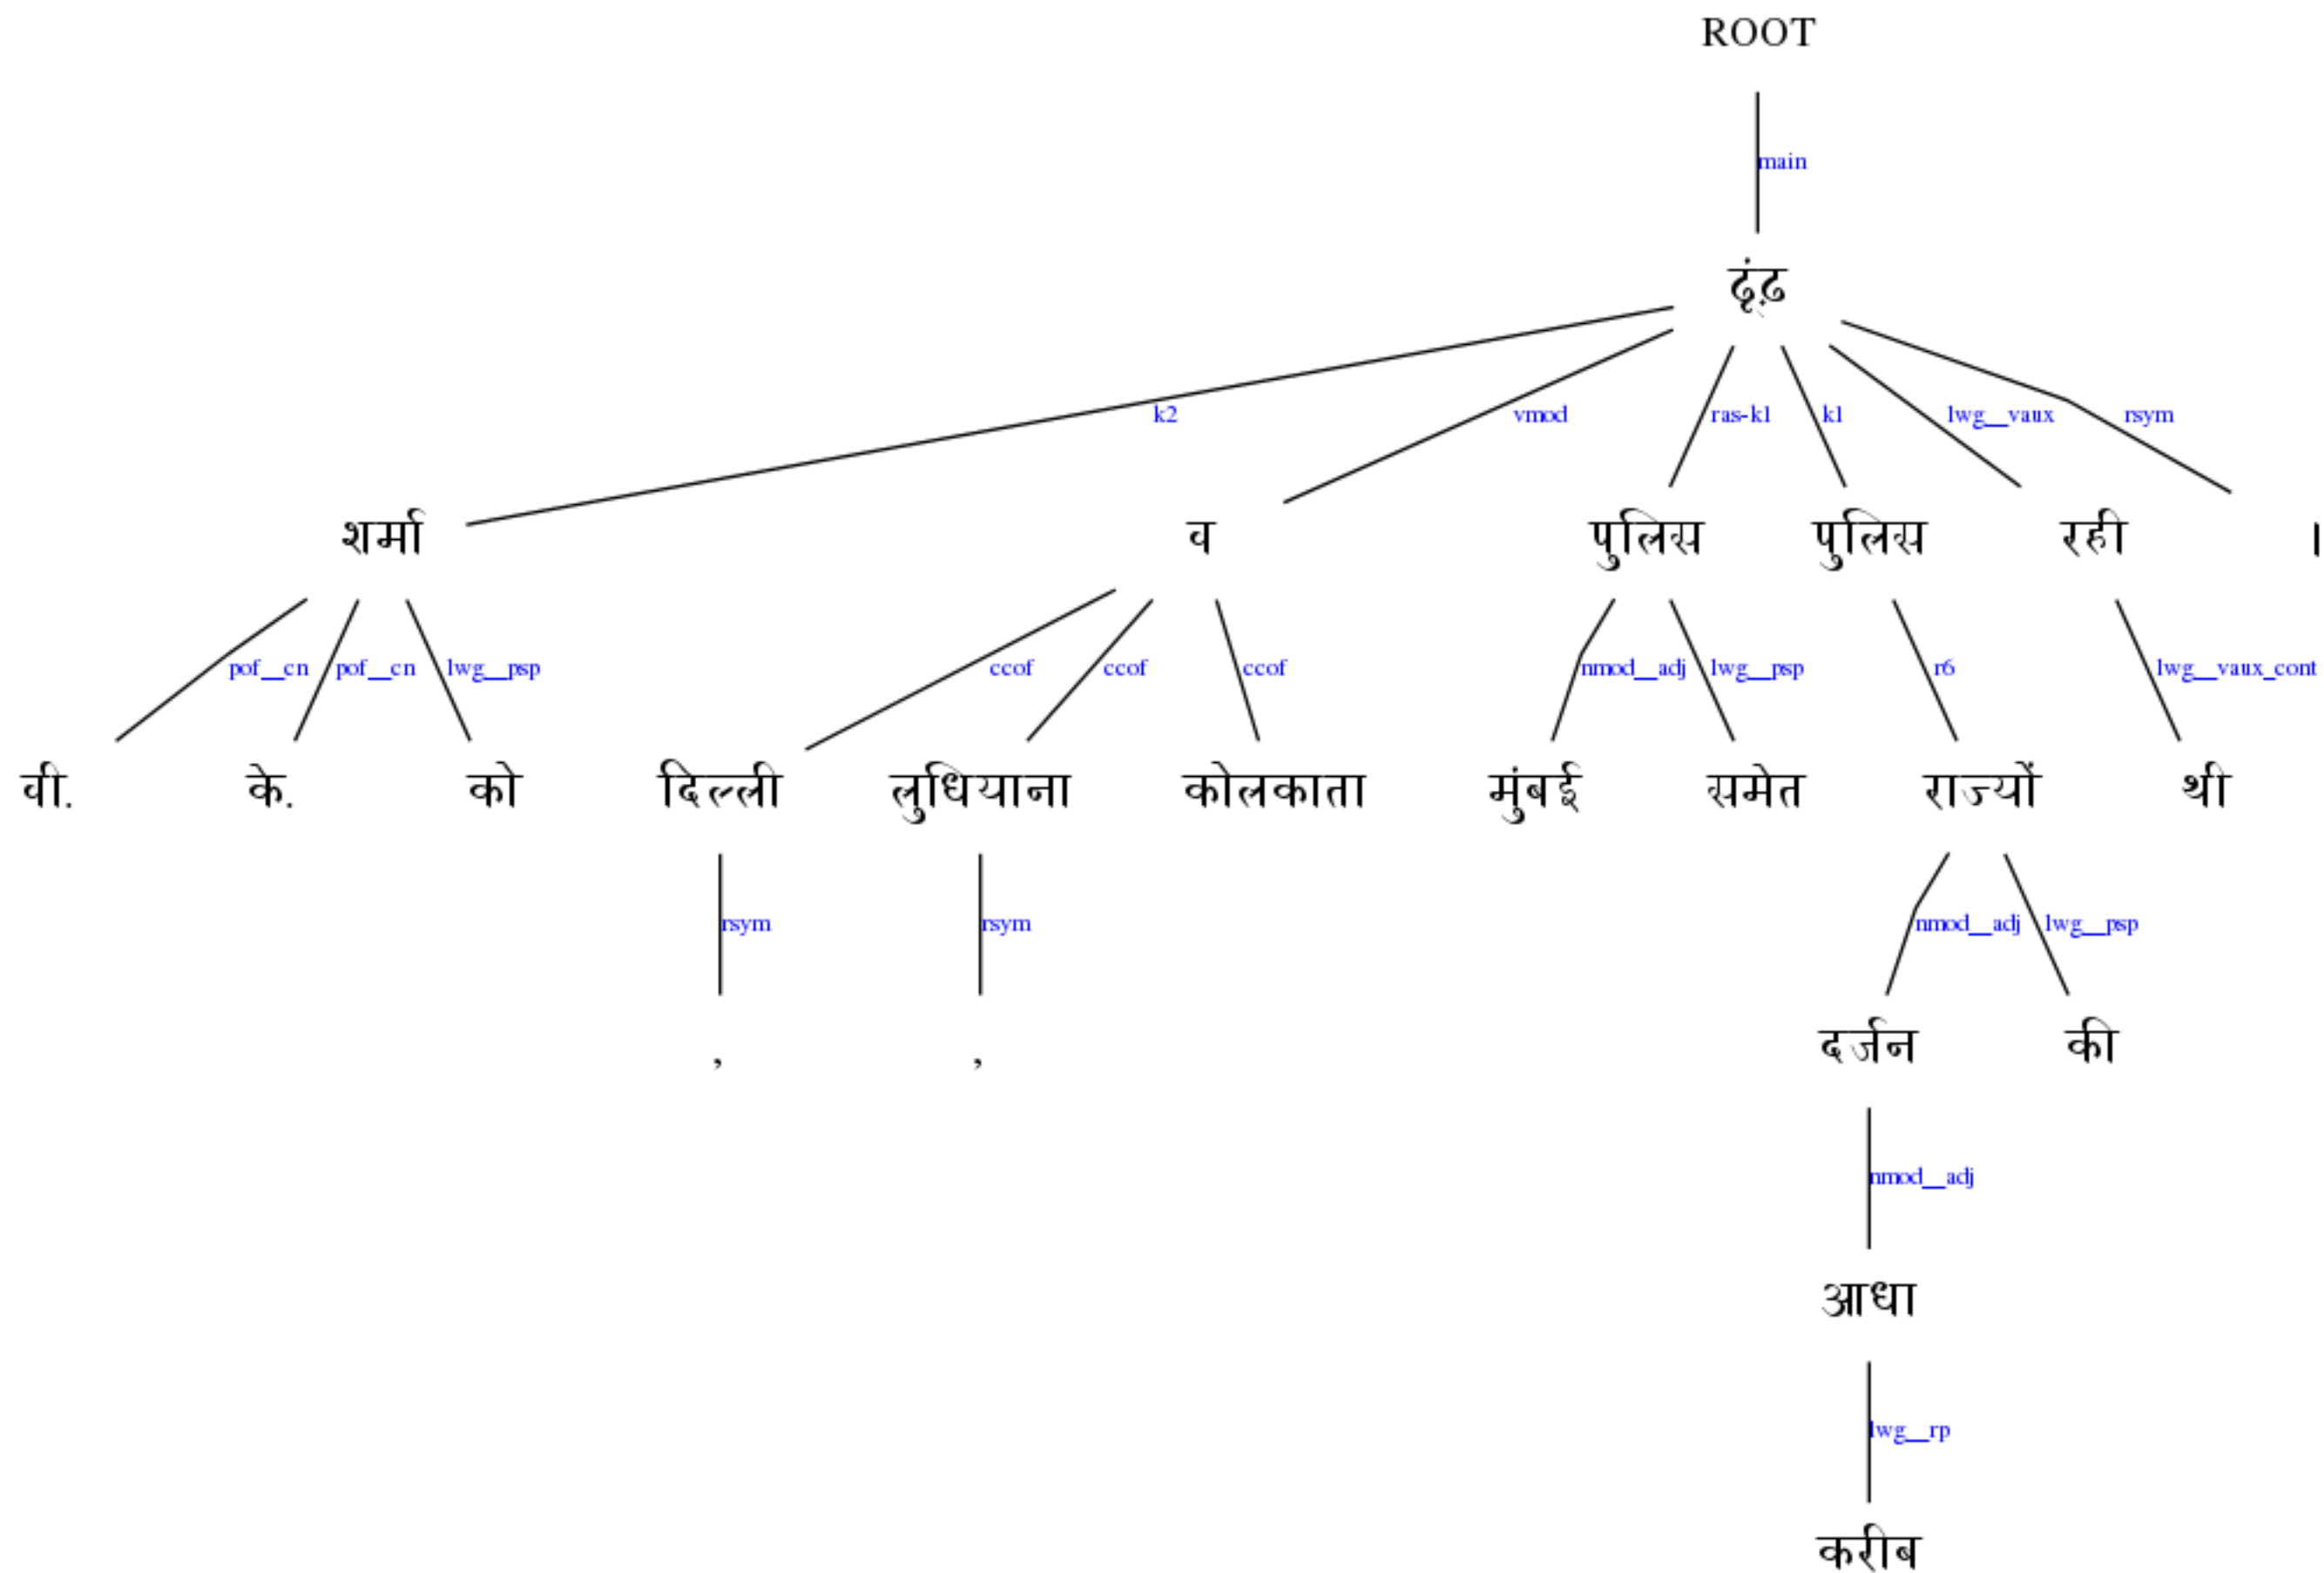 ROOT
main
ढूंढ़
k2 vmod ras-k1 k1 lwg__vaux rsym
शर्मा व पुलिस पुलिस रही ।
pof__cn pof__cn lwg__psp ccof ccof ccof nmod__adj lwg__psp r6 lwg__vaux_cont
वी. के. को दिल्ली लुधियाना कोलकाता मुंबई समेत राज्यों थी
rsym rsym nmod__adj lwg__psp
, , दर्जन की
nmod__adj
आधा
lwg__rp
करीब